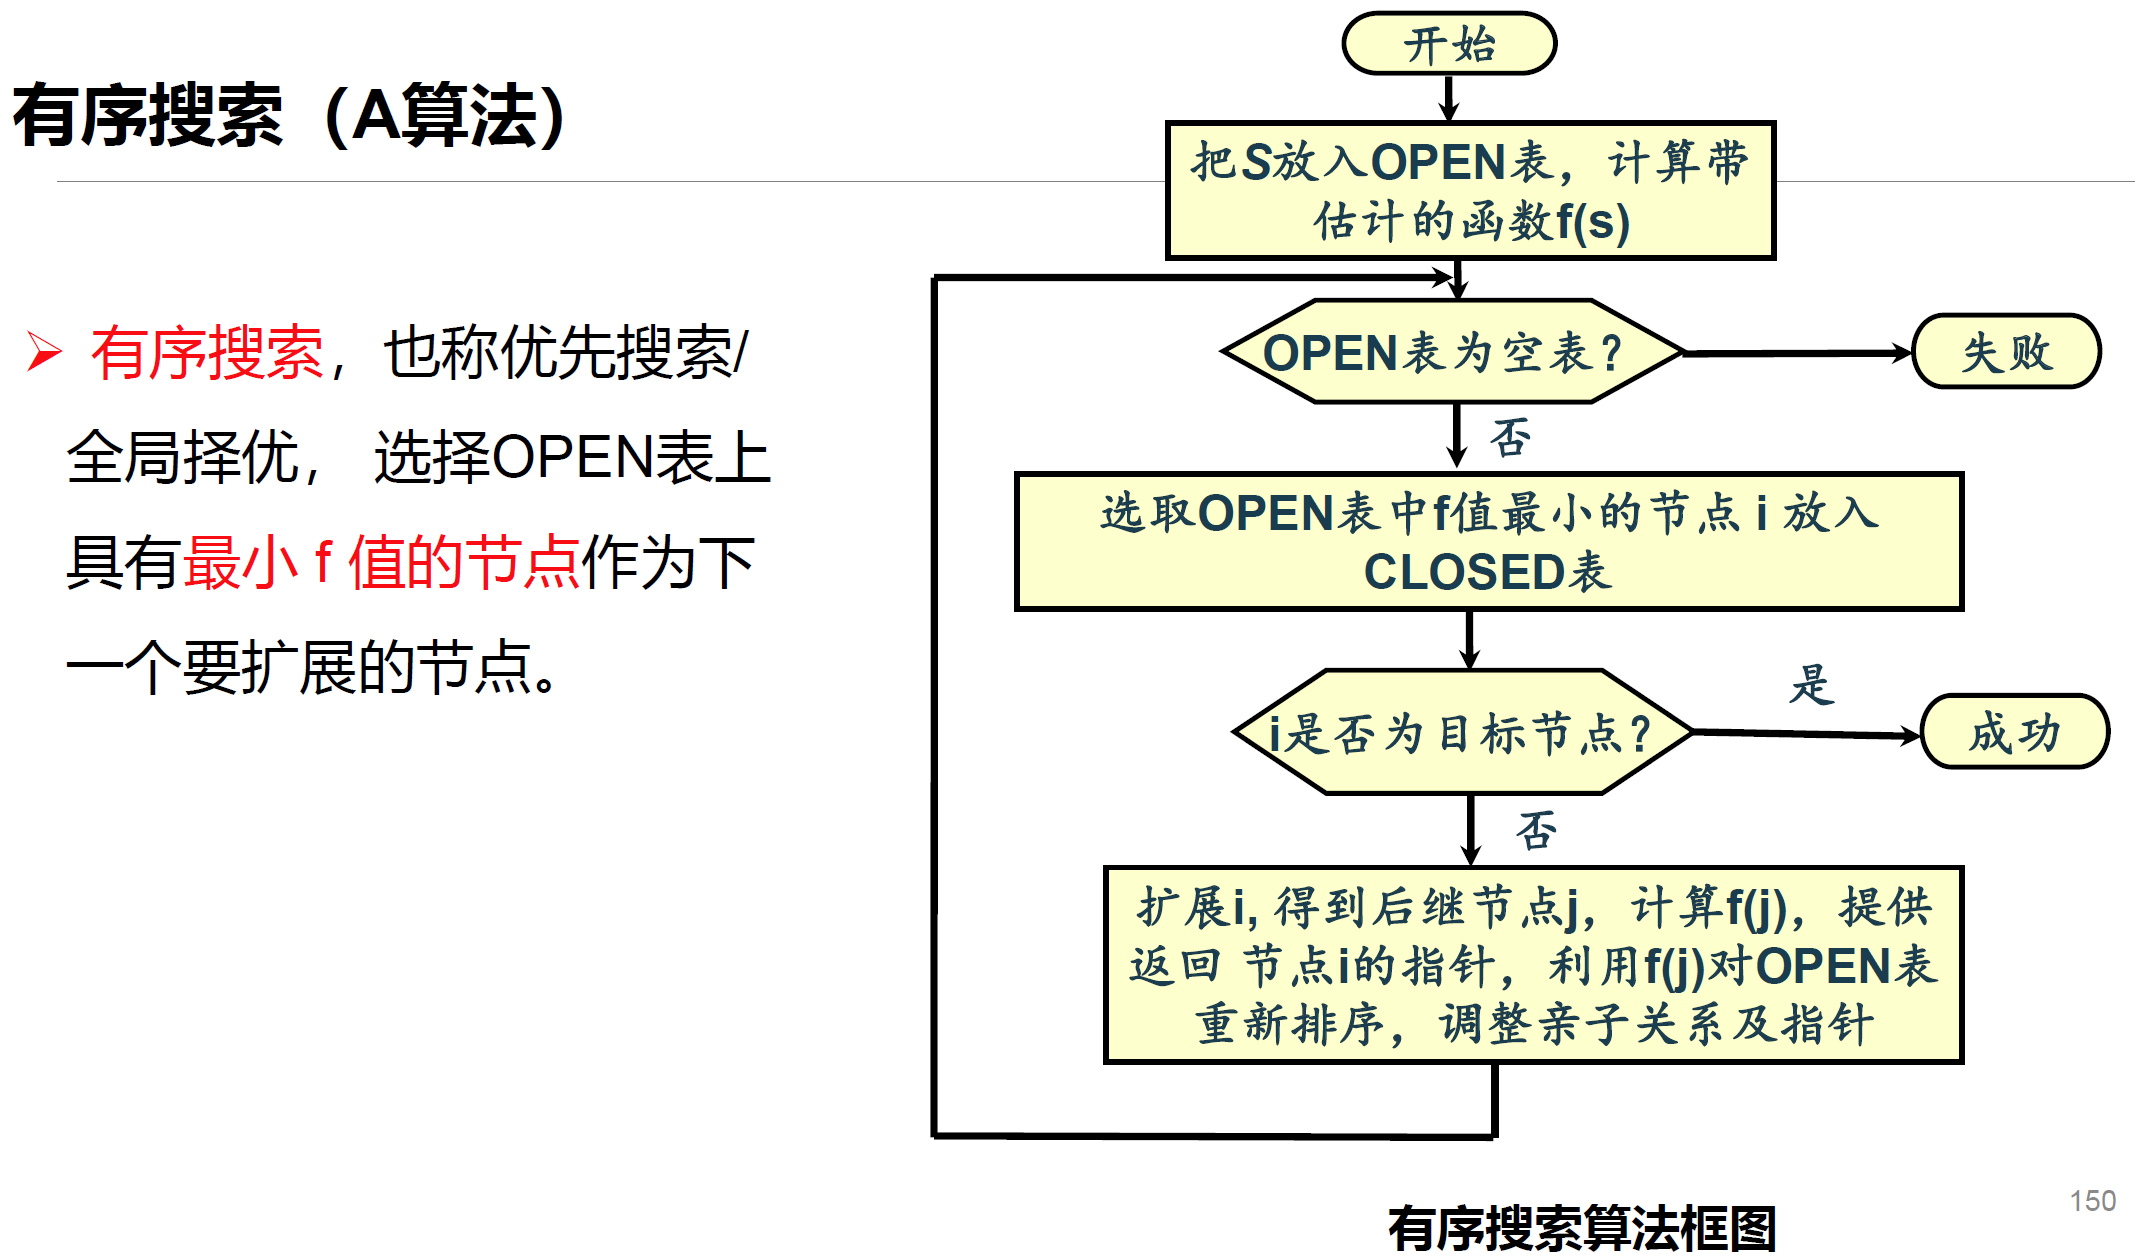 有序搜索（A算法）
➢ 有序搜索，也称优先搜索/
全局择优， 选择OPEN表上
具有最小 f 值的节点作为下
一个要扩展的节点。
开始
把S放入OPEN表，计算带
估计的函数f(s)
OPEN表为空表？
失败
否
选取OPEN表中f值最小的节点 i 放入
CLOSED表
i是否为目标节点？
是
成功
否
扩展i, 得到后继节点j，计算f(j)，提供
返回 节点i的指针，利用f(j)对OPEN表
重新排序，调整亲子关系及指针
有序搜索算法框图
150